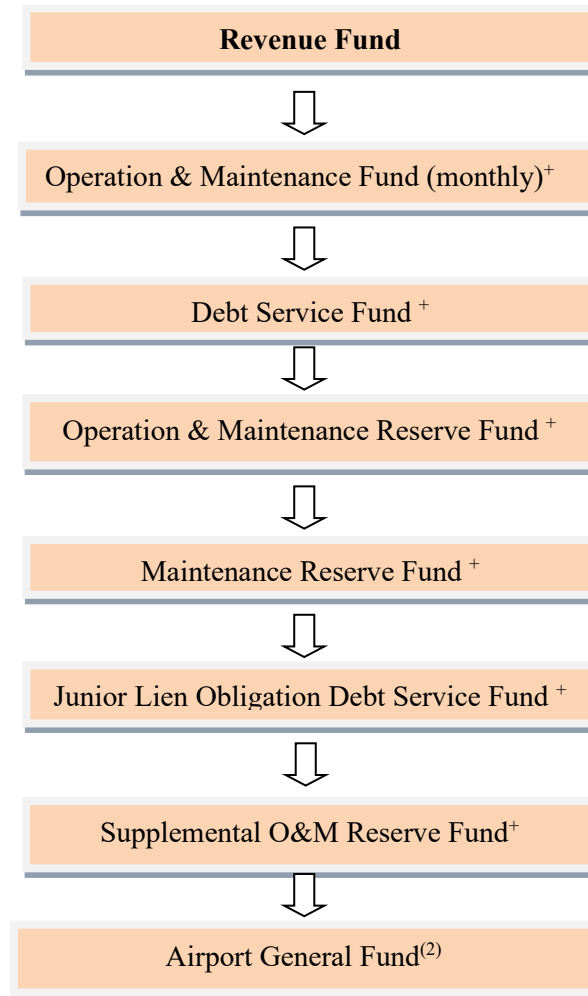 Revenue Fund
Operation & Maintenance Fund (monthly)⁺
Debt Service Fund ⁺
Operation & Maintenance Reserve Fund ⁺
Maintenance Reserve Fund ⁺
Junior Lien Obligation Debt Service Fund ⁺
Supplemental O&M Reserve Fund⁺
Airport General Fund⁽²⁾